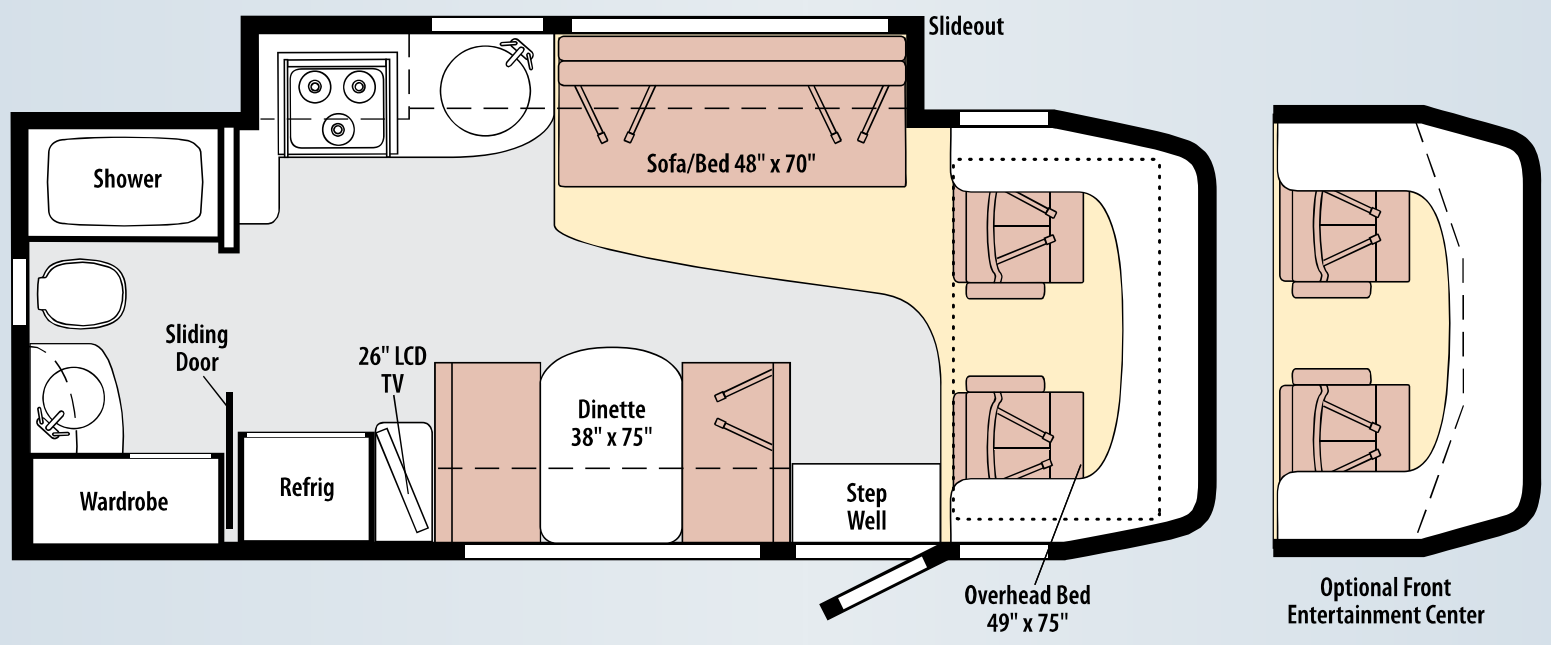 Slideout
Sofa/Bed 48" x 70"
Shower
Sliding
Door
26" LCD
TV
Dinette
38" x 75"
Refrig
Wardrobe
Step
Well
Overhead Bed
49" x 75"
Optional Front
Entertainment Center